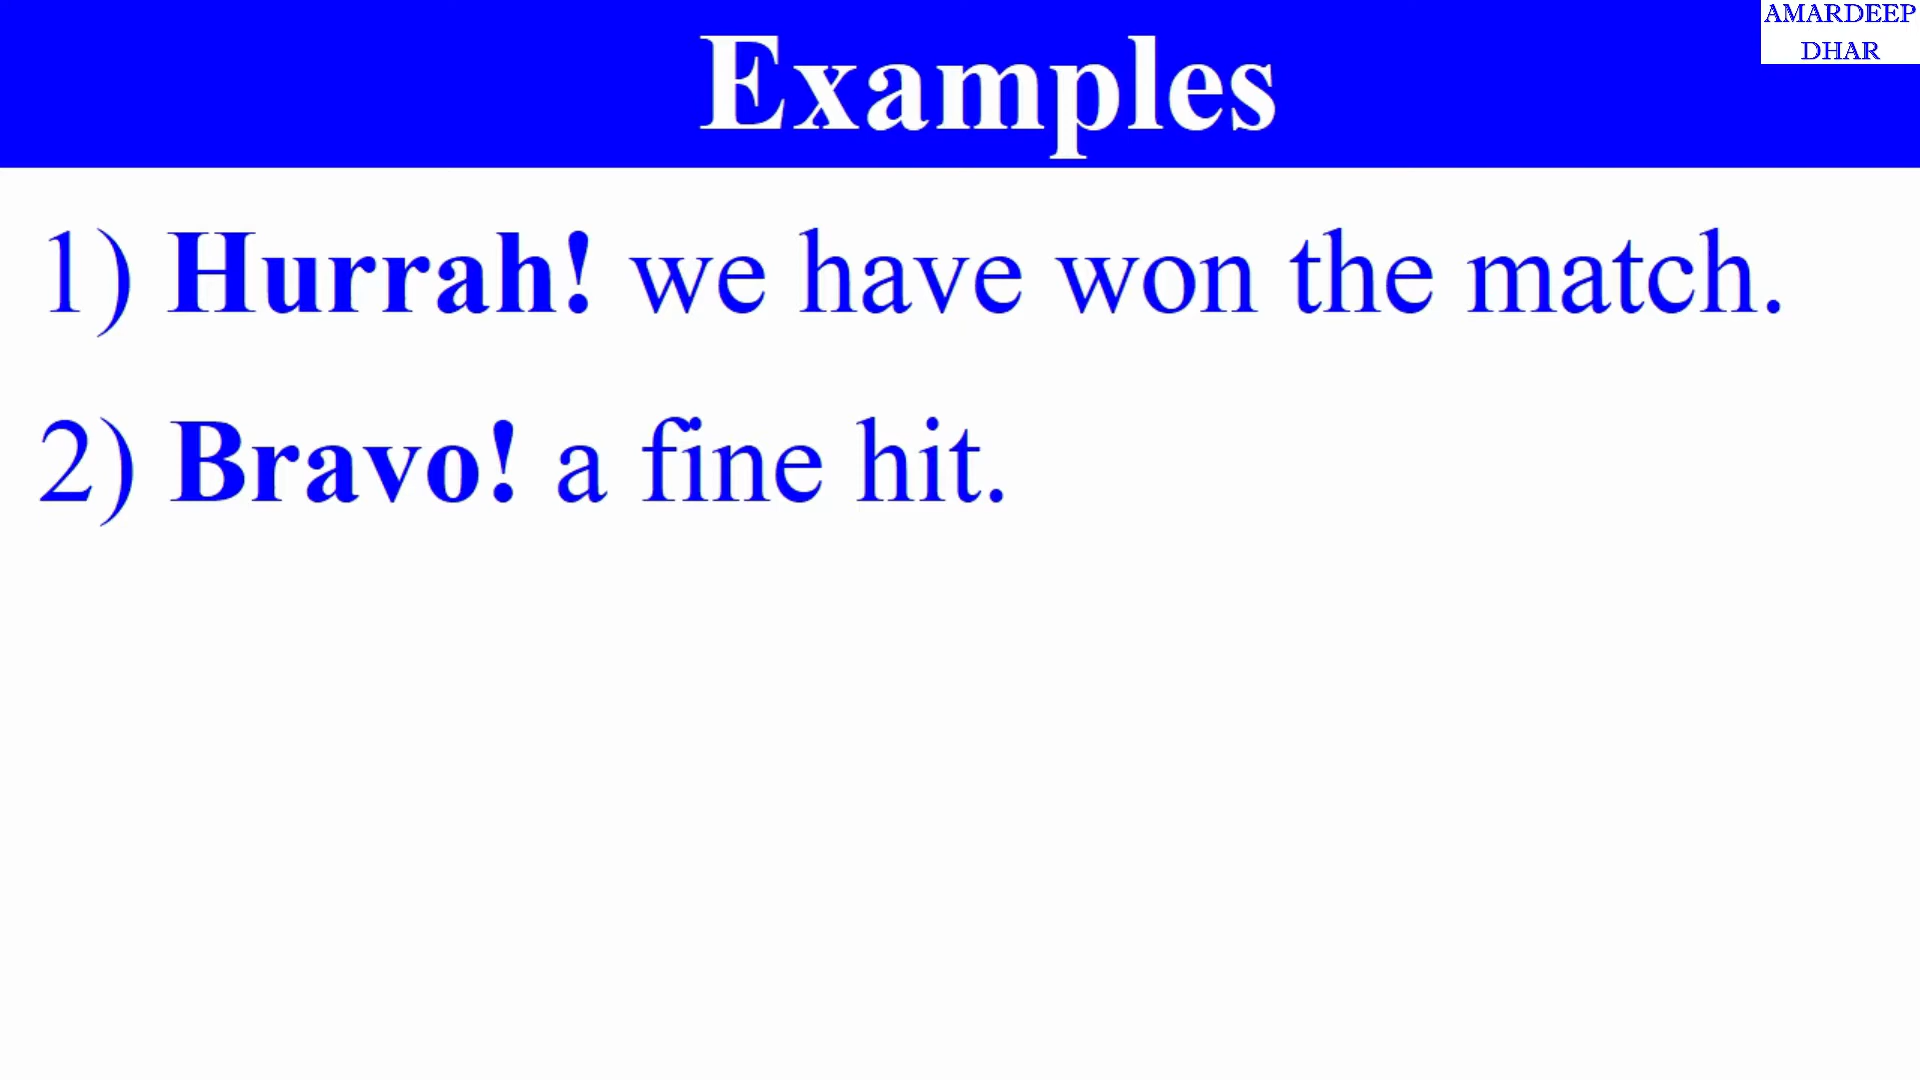 Examples
AMARDEEP
DHAR
1) Hurrah! we have won the match.
2) Bravo! a fine hit.